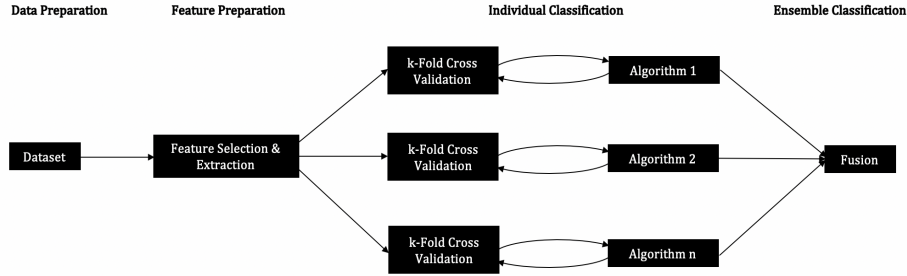 Data Preparation
Feature Preparation
Individual Classification
Ensemble Classification
k-Fold Cross
Validation
Algorithm 1
Dataset
Feature Selection &
Extraction
k-Fold Cross
Validation
Algorithm 2
Fusion
k-Fold Cross
Validation
Algorithm n